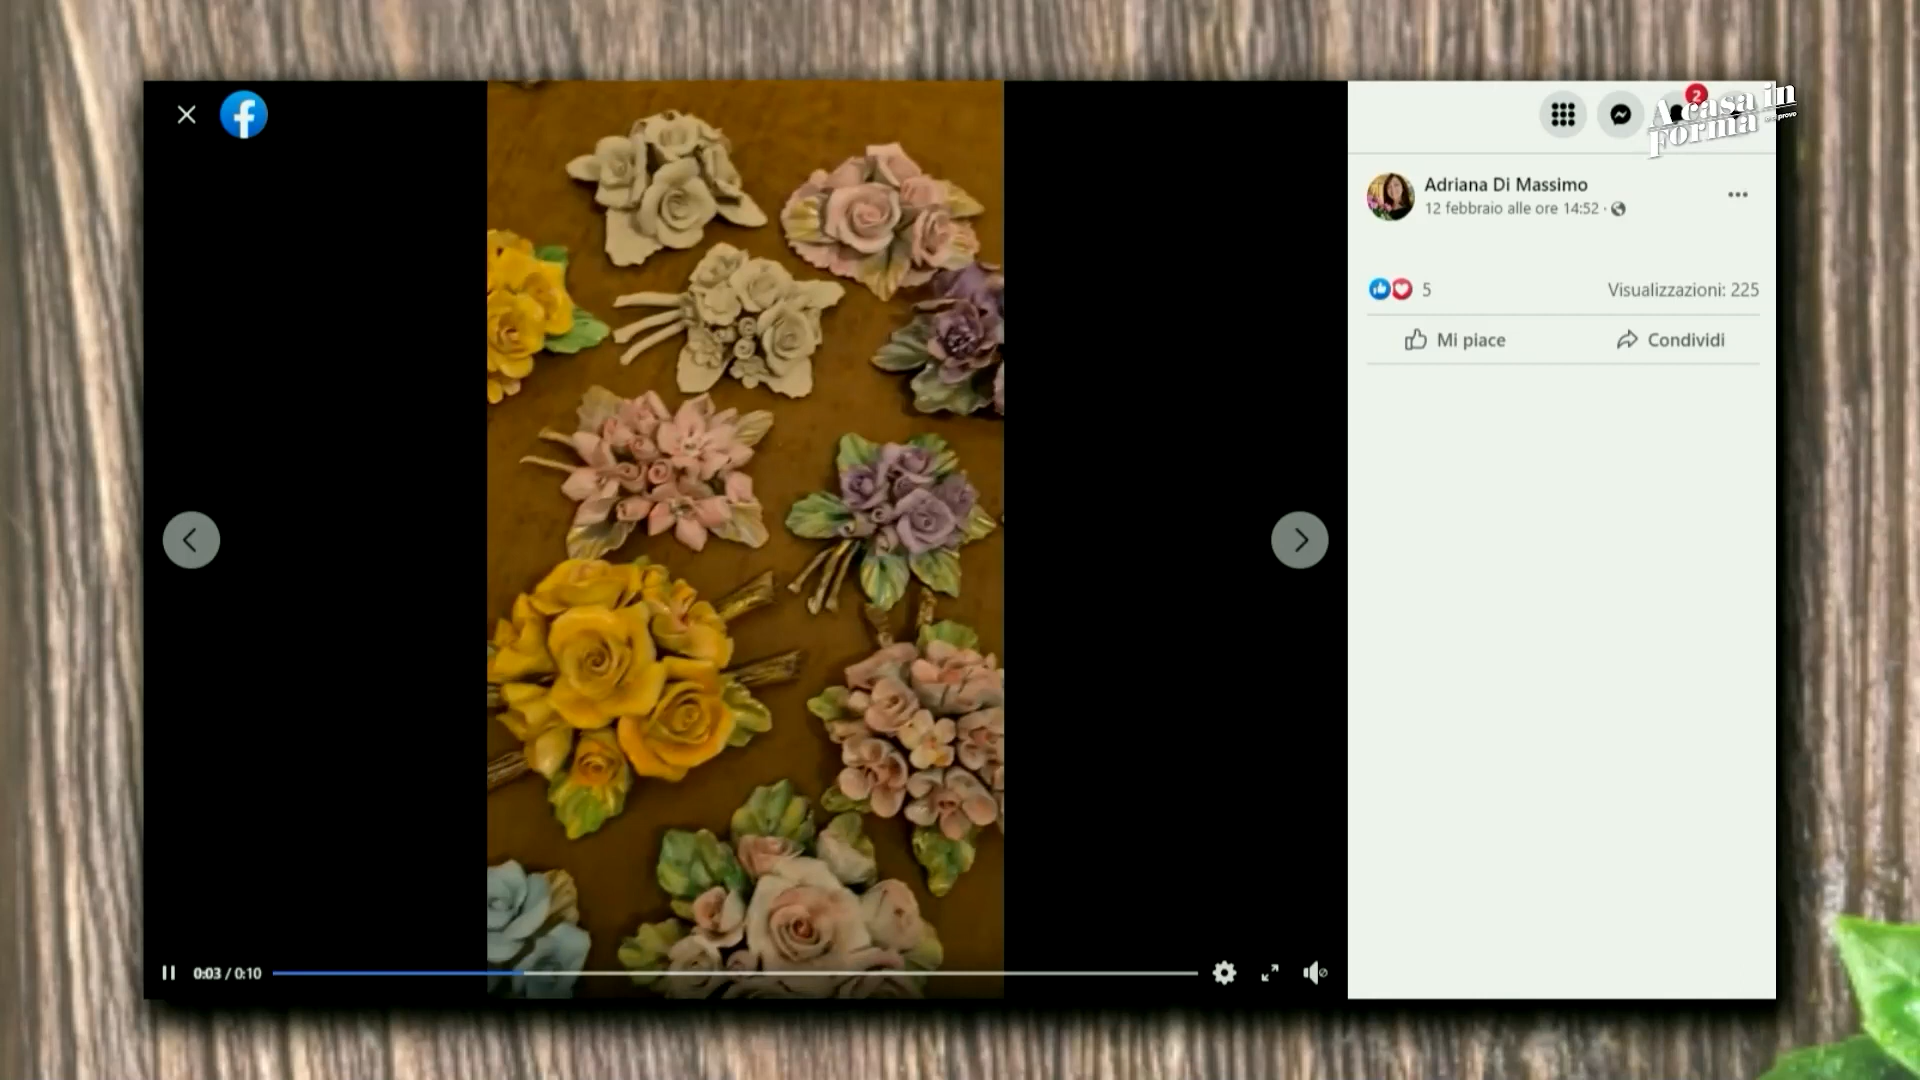 2
A casa in
Forma
Adriana Di Massimo
12 febbraio alle ore 14:52 ·
5
Visualizzazioni: 225
Mi piace
Condividi
0:03 / 0:10